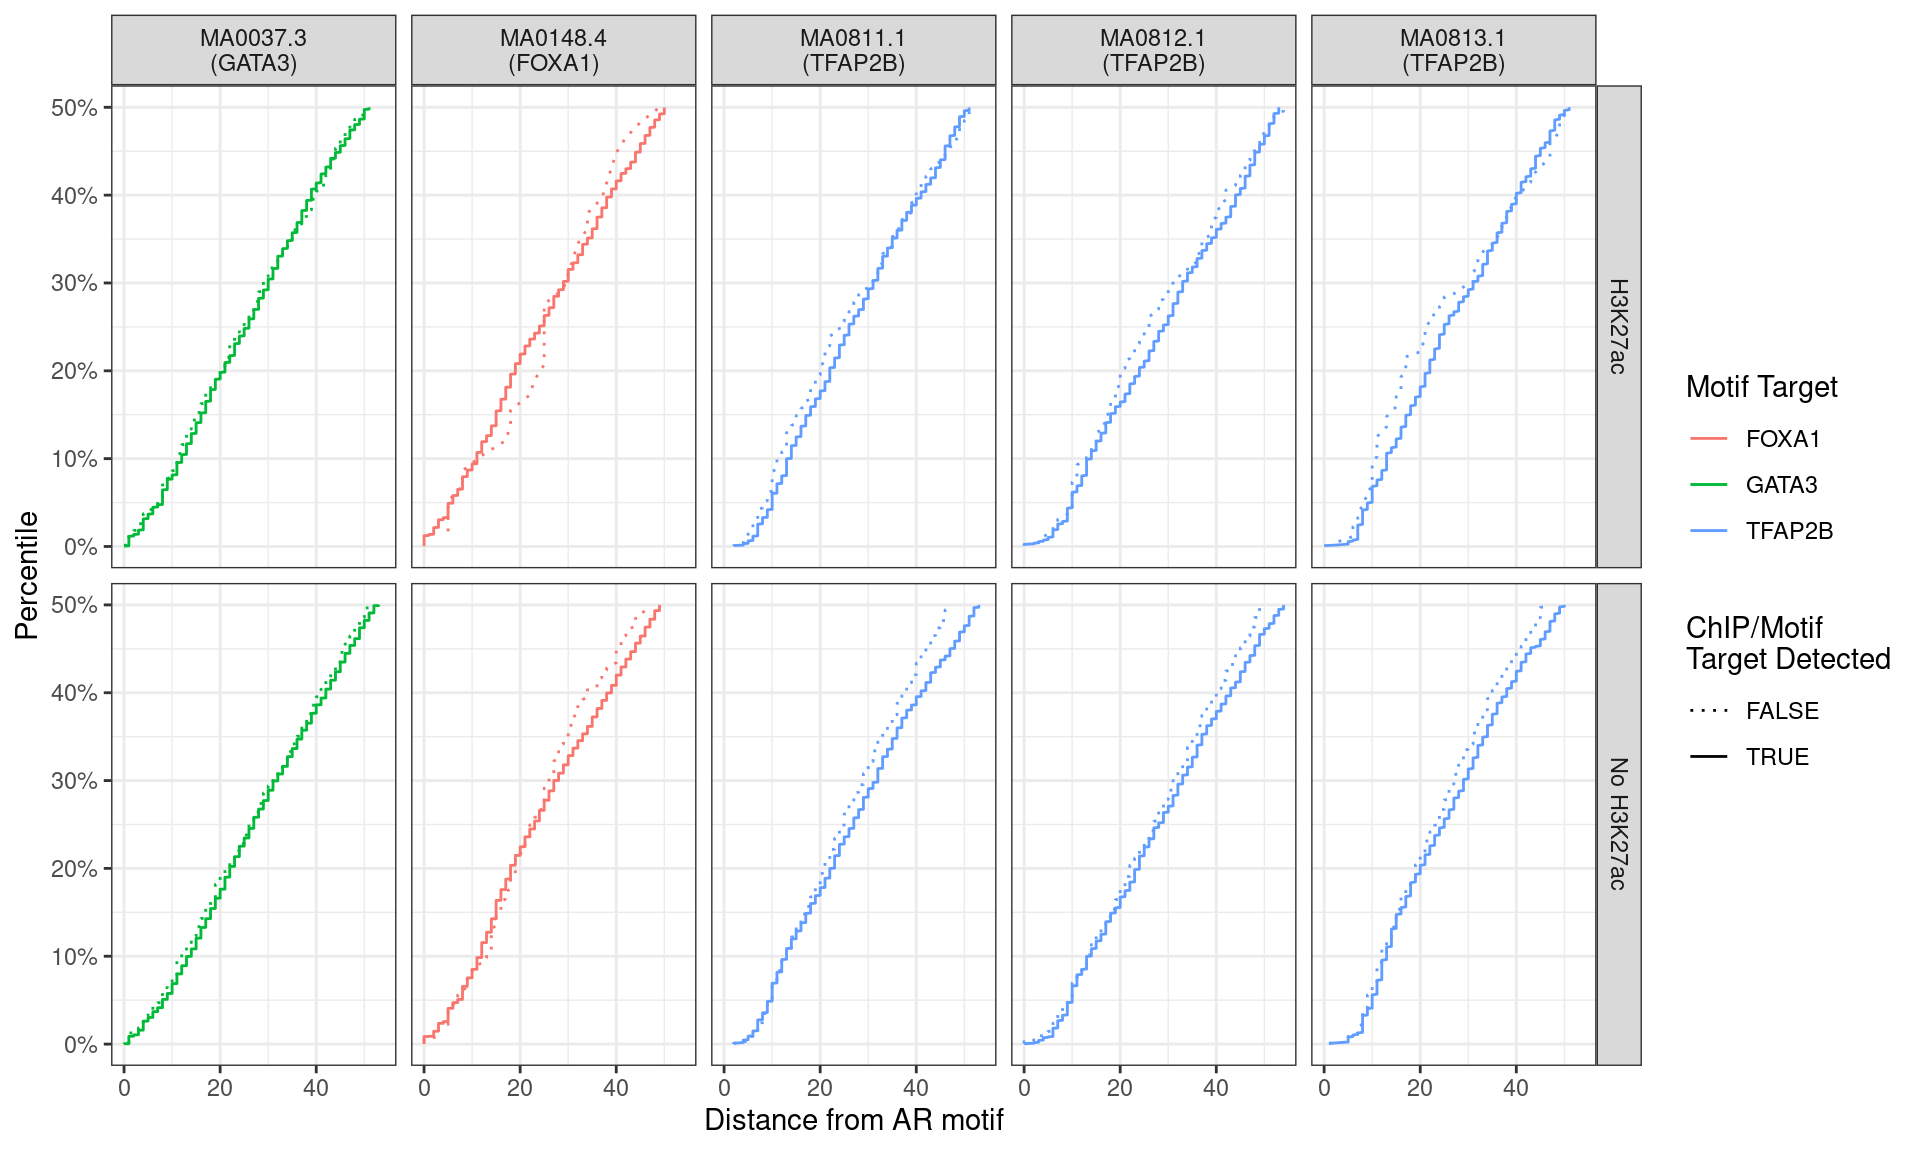 MA0037.3
(GATA3)
MA0148.4
(FOXA1)
MA0811.1
(TFAP2B)
MA0812.1
(TFAP2B)
MA0813.1
(TFAP2B)
Percentile
50%
40%
30%
20%
10%
0%
H3K27ac
50%
40%
30%
20%
10%
0%
No H3K27ac
0 20 40
0 20 40
0 20 40
0 20 40
0 20 40
Distance from AR motif
Motif Target
FOXA1
GATA3
TFAP2B
ChIP/Motif
Target Detected
FALSE
TRUE